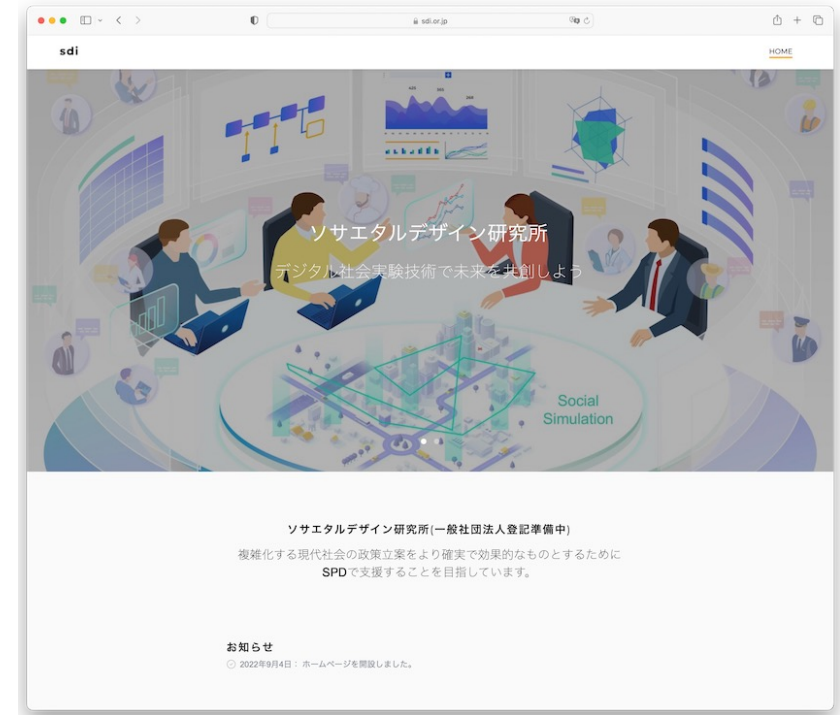 sdi.or.jp
sdi
HOME
ソサエタルデザイン研究所
デジタル社会実験技術で未来を共創しよう
Social
Simulation
ソサエタルデザイン研究所(一般社団法人登記準備中)
複雑化する現代社会の政策立案をより確実で効果的なものとするために
SPDで支援することを目指しています。
お知らせ
2022年9月4日： ホームページを開設しました。